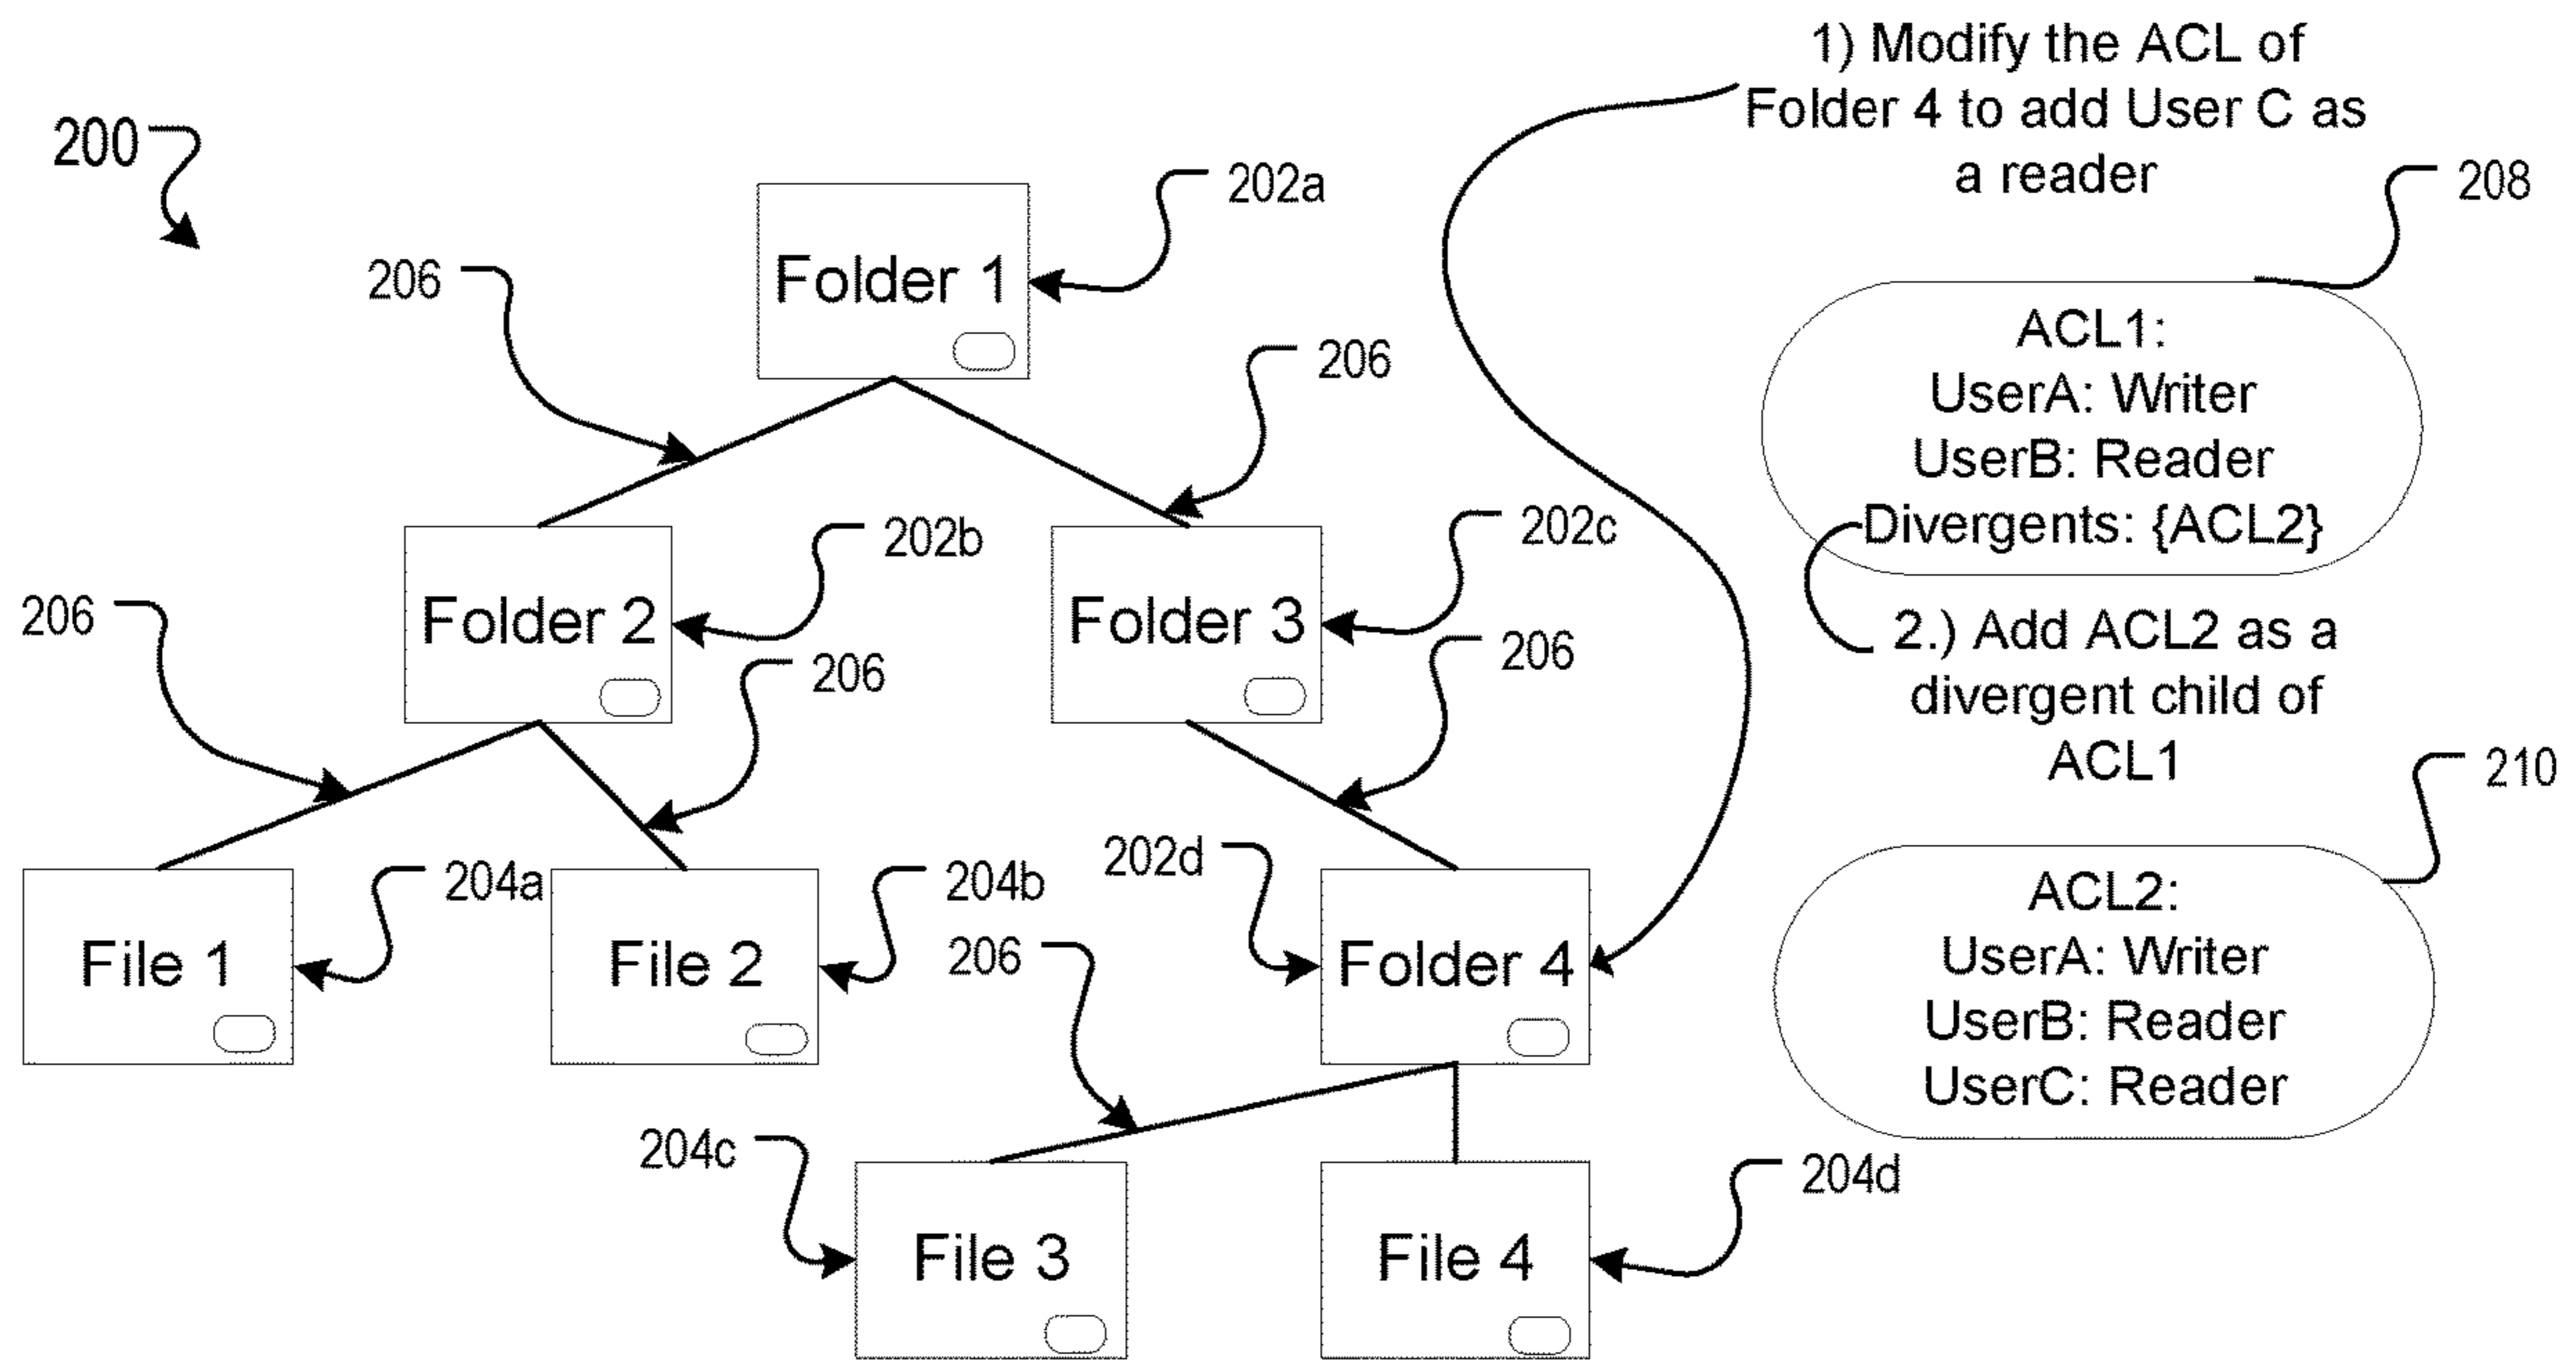 1) Modify the ACL of
Folder 4 to add User C as
a reader
200
202a
208
Folder 1
206
206
ACL1:
UserA: Writer
UserB: Reader
Divergents: {ACL2}
202b
202c
Folder 2
Folder 3
206
206
206
2.) Add ACL2 as a
divergent child of
ACL1
210
204a
204b
202d
File 1
File 2
206
Folder 4
ACL2:
UserA: Writer
UserB: Reader
UserC: Reader
204c
204d
File 3
File 4